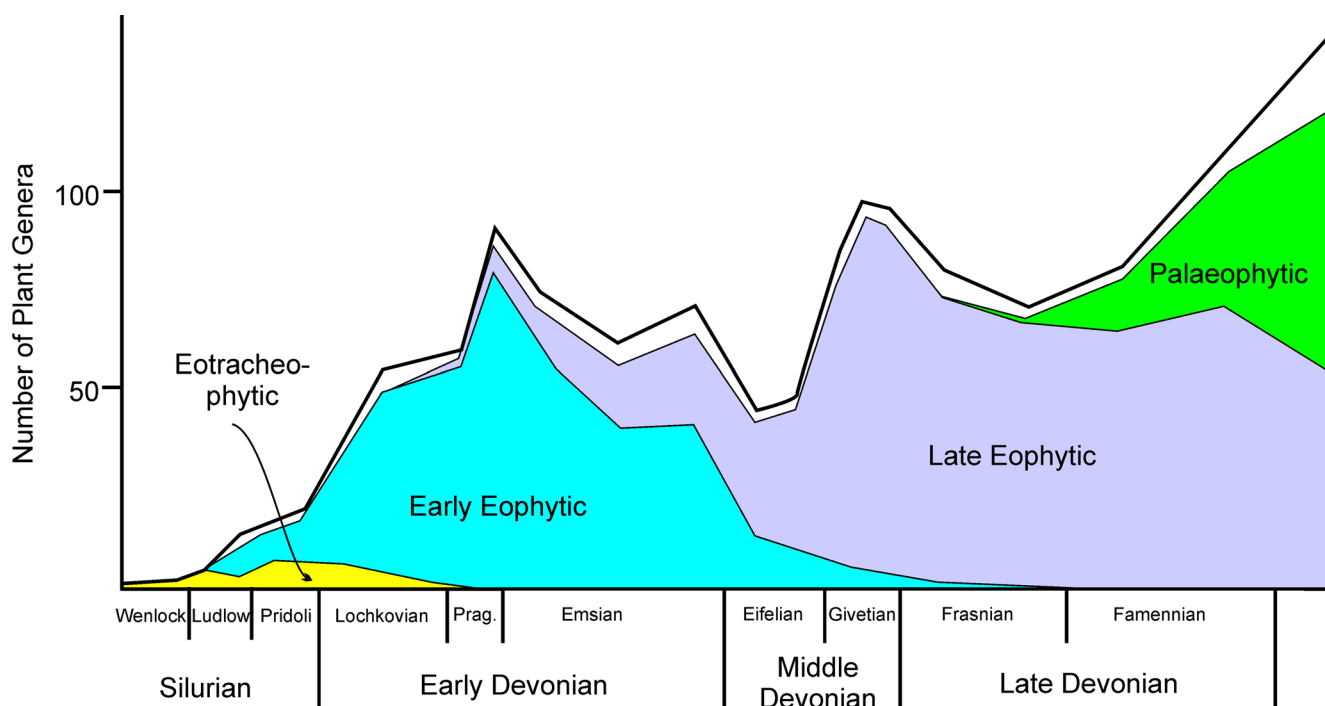 Number of Plant Genera
100
50
Eotracheo-
phytic
Early Eophytic
Late Eophytic
Palaeophytic
Wenlock Ludlow Pridoli Lochkovian Prag. Emsian Eifelian Givetian Frasnian Famennian
Silurian Early Devonian Middle Devonian Late Devonian